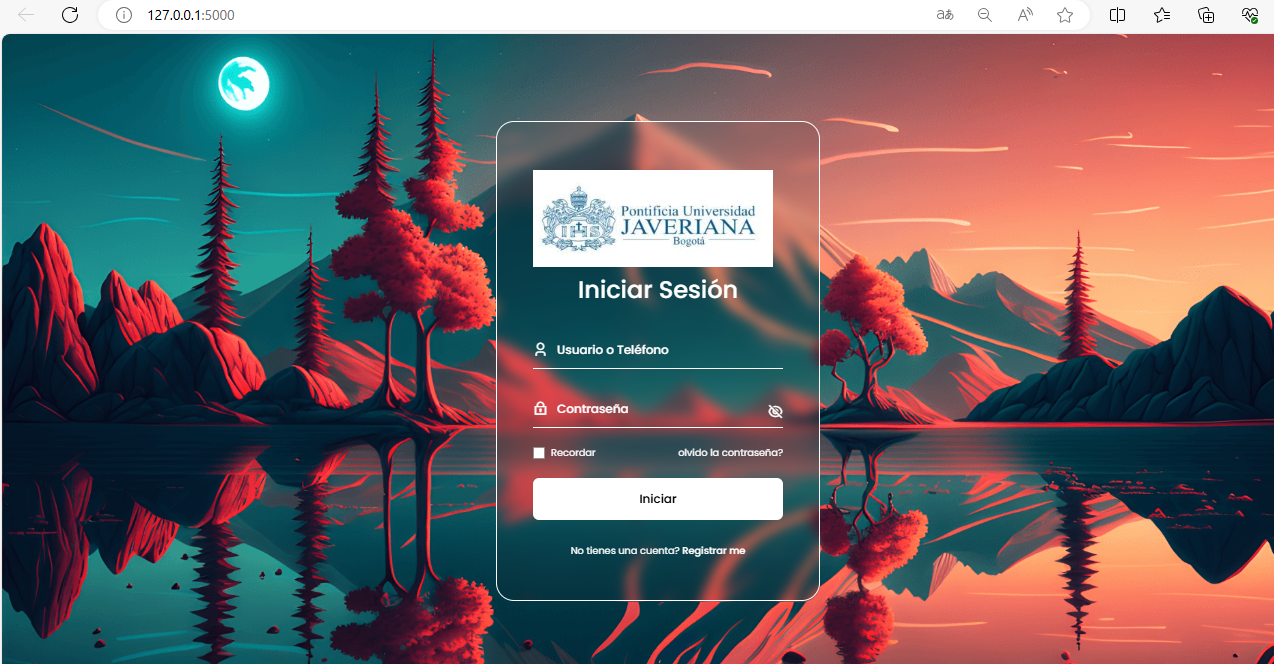 127.0.0.1:5000
Pontificia Universidad
JAVERIANA
Bogotá
Iniciar Sesión
Usuario o Teléfono
Contraseña
Recordar
olvido la contraseña?
Iniciar
No tienes una cuenta? Registrar me